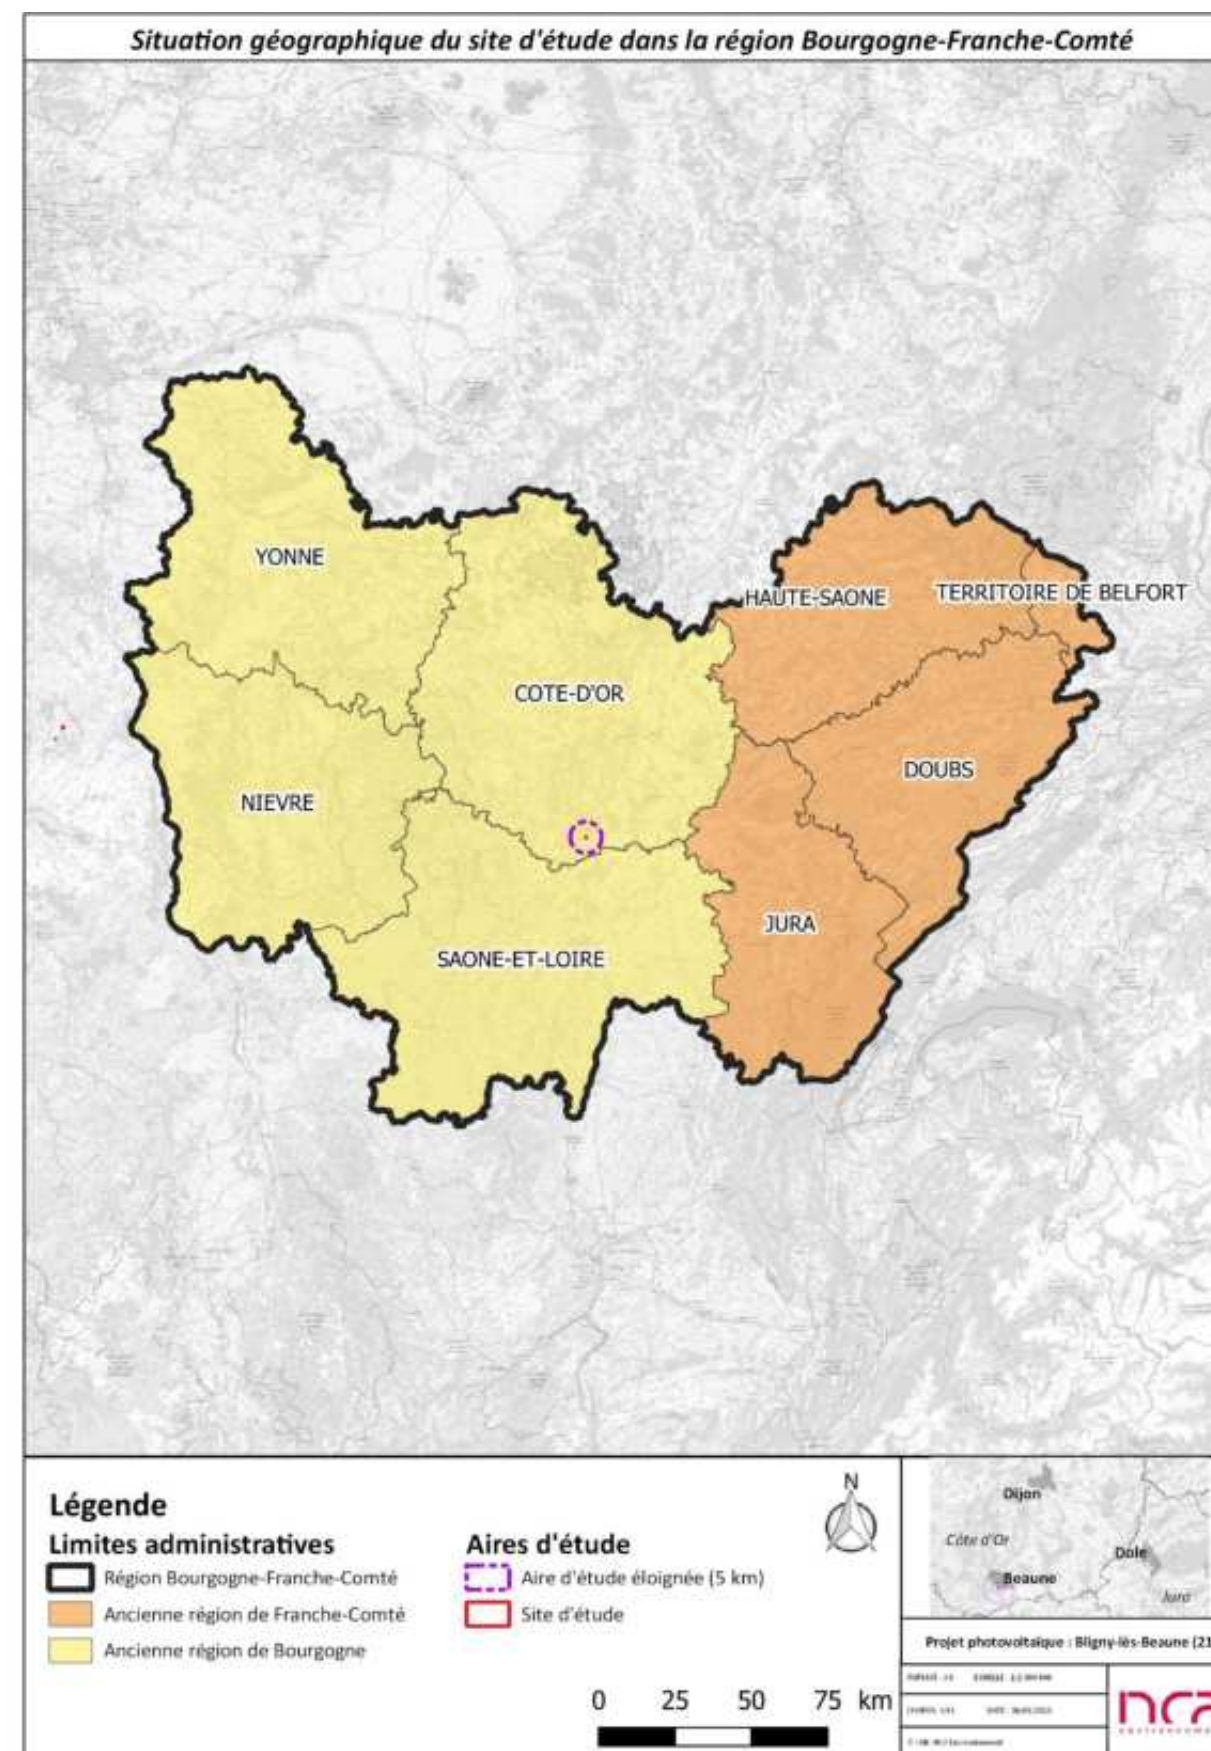 Situation géographique du site d'étude dans la région Bourgogne-Franche-Comté
YONNE
HAUTE-SAONE
TERRITOIRE DE BELFORT
COTE-D'OR
DOUBS
NIEVRE
JURA
SAONE-ET-LOIRE
Légende
Limites administratives
Région Bourgogne-Franche-Comté
Ancienne région de Franche-Comté
Ancienne région de Bourgogne
Aires d'étude
Aire d'étude éloignée (5 km)
Site d'étude
N
0 25 50 75 km
Dijon
Côte d'Or
Dole
Beaune
Jura
Projet photovoltaïque : Bligny-lès-Beaune (21
nca